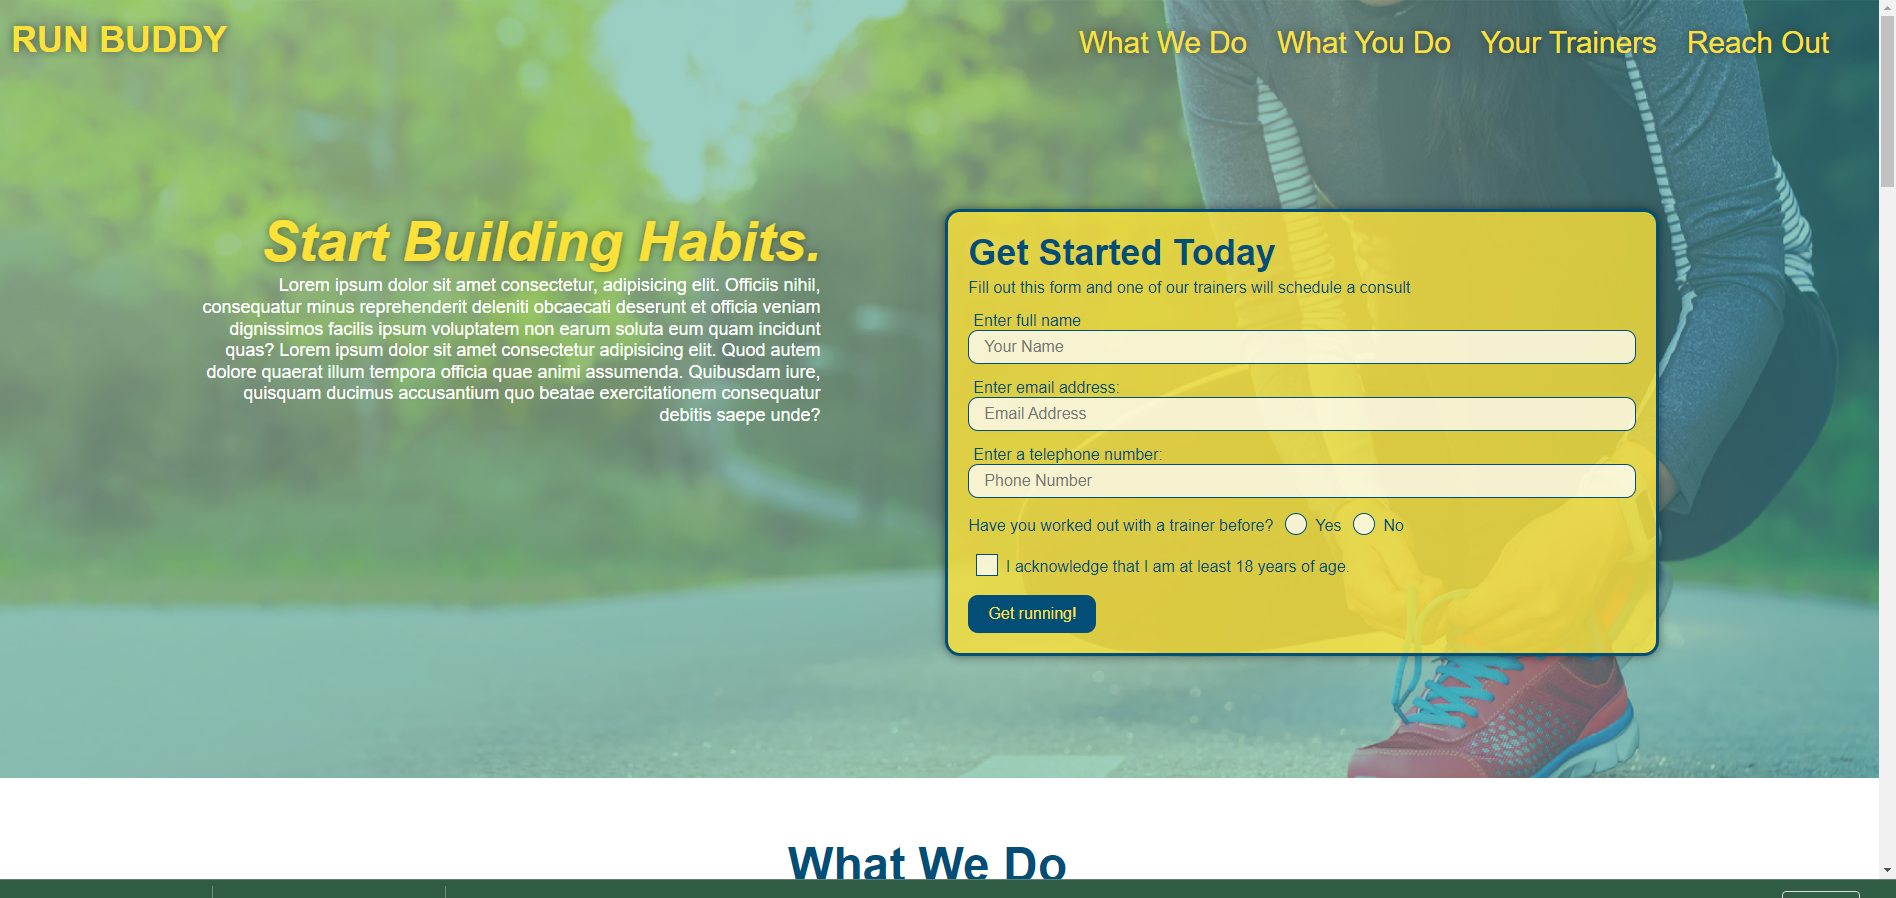 RUN BUDDY
What We Do
What You Do
Your Trainers
Reach Out
Start Building Habits.
Lorem ipsum dolor sit amet consectetur, adipisicing elit. Officiis nihil,
consequatur minus reprehenderit deleniti obcaecati deserunt et officia veniam
dignissimos facilis ipsum voluptatem non earum soluta eum quam incidunt
quas? Lorem ipsum dolor sit amet consectetur adipisicing elit. Quod autem
dolore quaerat illum tempora officia quae animi assumenda. Quibusdam iure,
quisquam ducimus accusantium quo beatae exercitationem consequatur
debitis saepe unde?
Get Started Today
Fill out this form and one of our trainers will schedule a consult
Enter full name
Your Name
Enter email address:
Email Address
Enter a telephone number:
Phone Number
Have you worked out with a trainer before? Yes No
I acknowledge that I am at least 18 years of age.
Get running!
What We Do